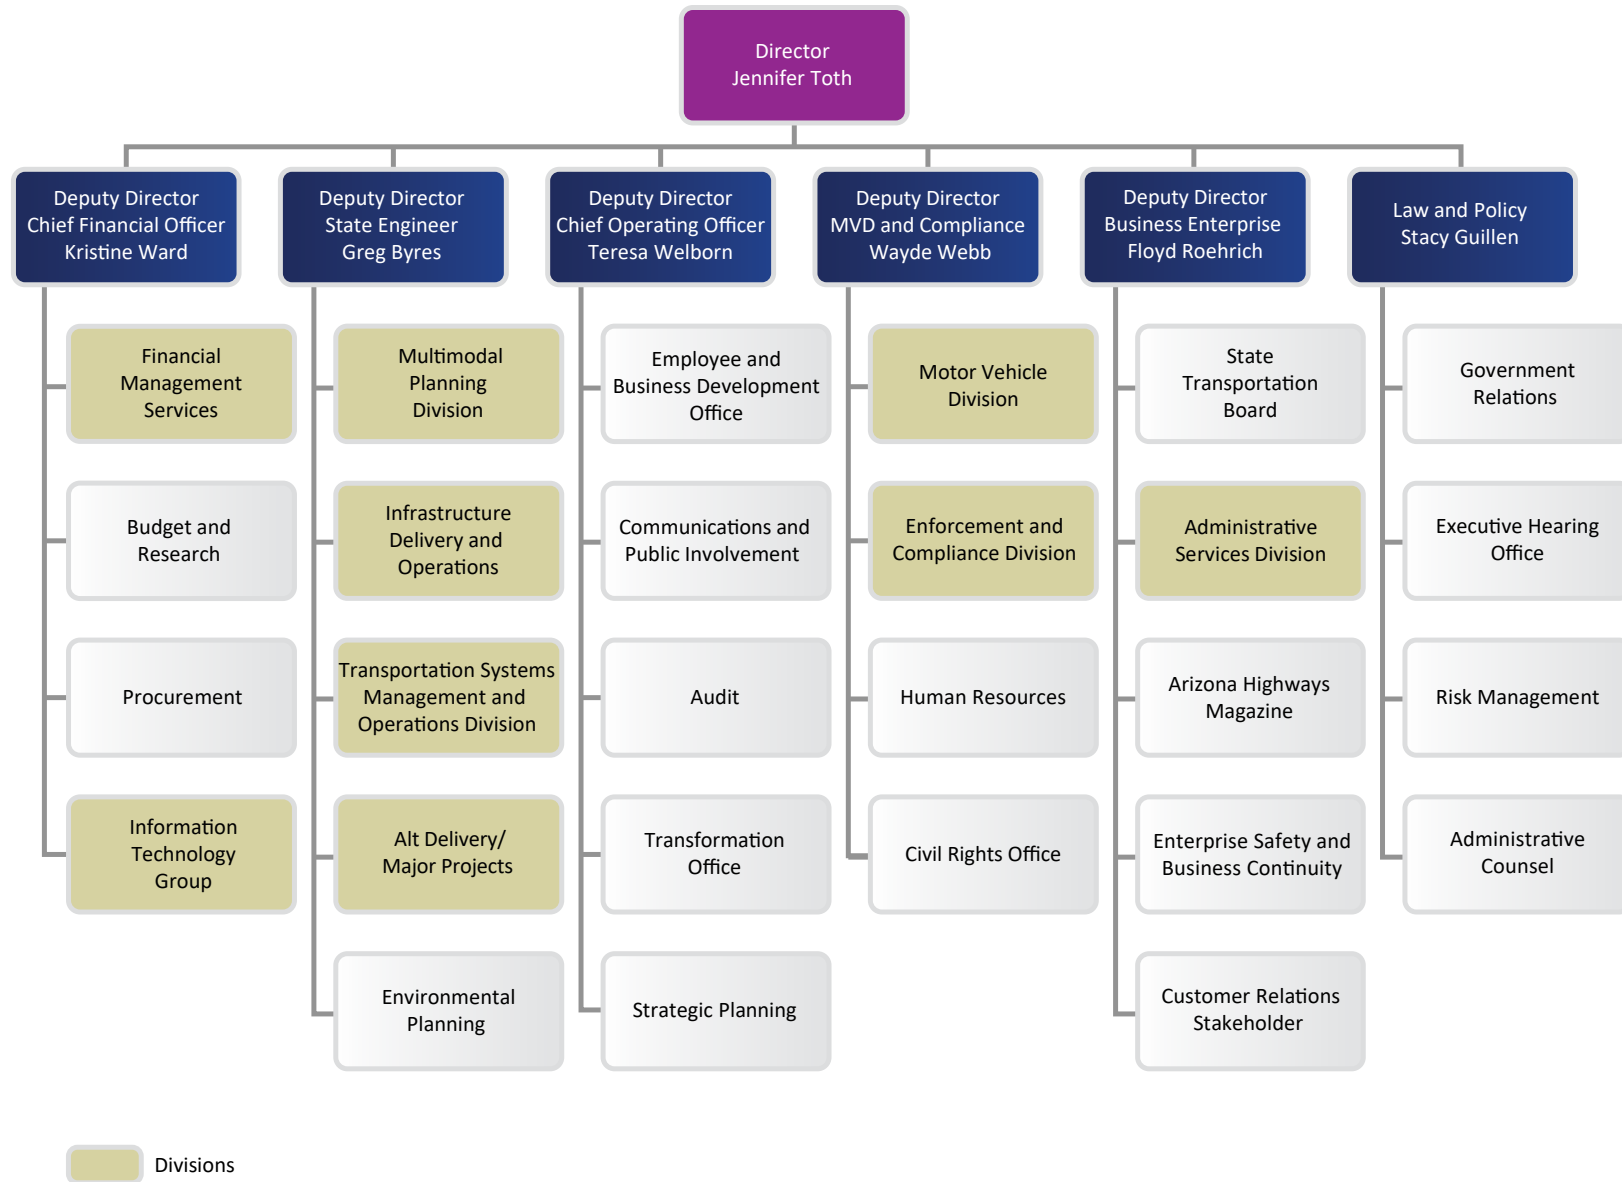 Director
Jennifer Toth
Deputy Director
Chief Financial Officer
Kristine Ward
Deputy Director
State Engineer
Greg Byres
Deputy Director
Chief Operating Officer
Teresa Welborn
Deputy Director
MVD and Compliance
Wayde Webb
Deputy Director
Business Enterprise
Floyd Roehrich
Law and Policy
Stacy Guillen
Financial
Management
Services
Budget and
Research
Procurement
Information
Technology
Group
Multimodal
Planning
Division
Infrastructure
Delivery and
Operations
Transportation Systems
Management and
Operations Division
Alt Delivery/
Major Projects
Environmental
Planning
Employee and
Business Development
Office
Communications and
Public Involvement
Audit
Transformation
Office
Strategic Planning
Motor Vehicle
Division
Enforcement and
Compliance Division
Human Resources
Civil Rights Office
State
Transportation
Board
Administrative
Services Division
Arizona Highways
Magazine
Enterprise Safety and
Business Continuity
Customer Relations
Stakeholder
Government
Relations
Executive Hearing
Office
Risk Management
Administrative
Counsel
Divisions